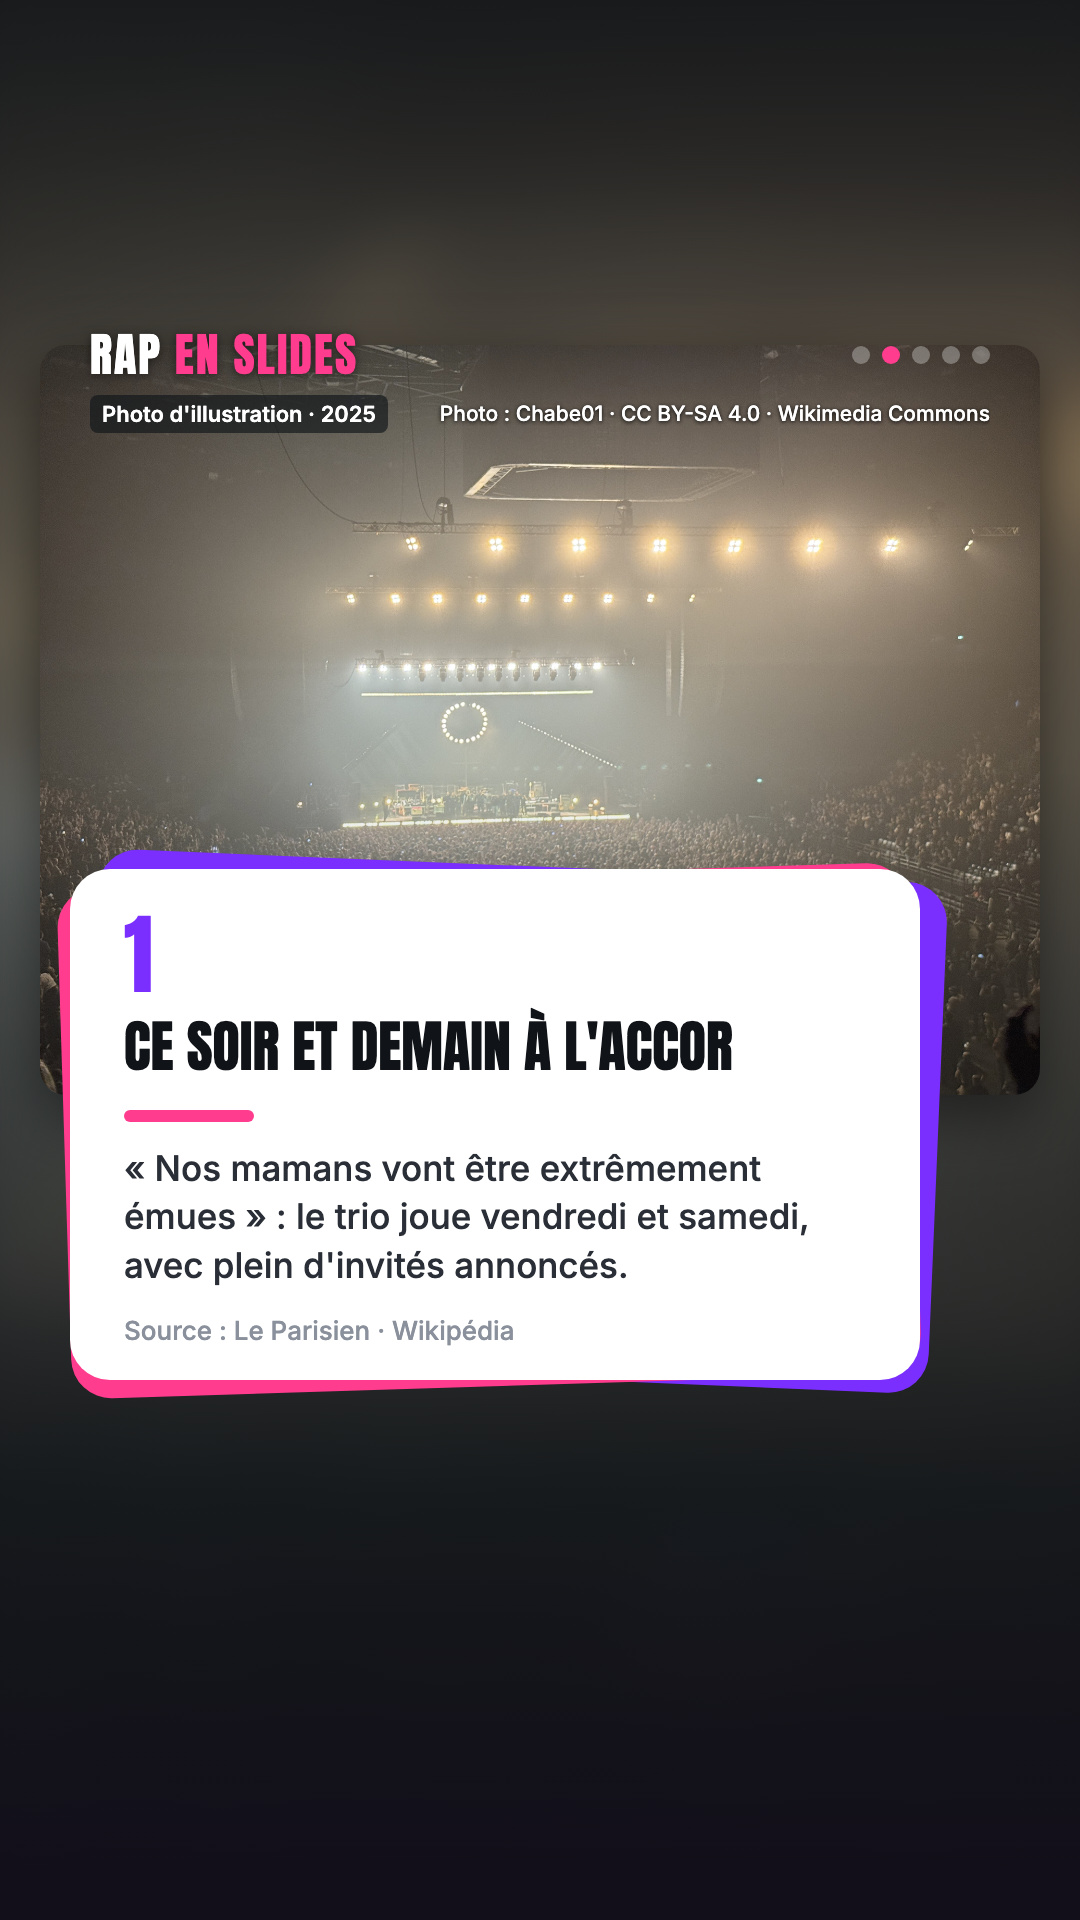 RAP EN SLIDES
Photo d'illustration · 2025
Photo : Chabe01 · CC BY-SA 4.0 · Wikimedia Commons
1
CE SOIR ET DEMAIN À L'ACCOR
« Nos mamans vont être extrêmement
émues » : le trio joue vendredi et samedi,
avec plein d'invités annoncés.
Source : Le Parisien · Wikipédia